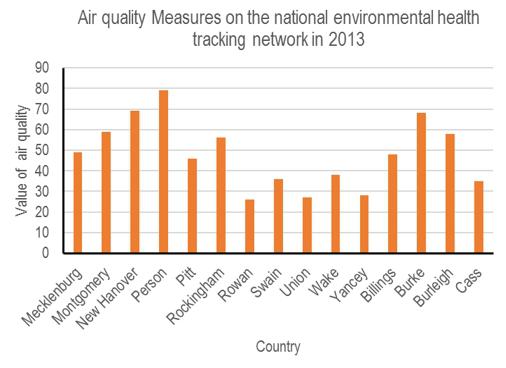 Air quality Measures on the national environmental health
tracking network in 2013
Value of air quality
90
80
70
60
50
40
30
20
10
0
Mecklenburg
Montgomery
New Hanover
Person
Pitt
Rockingham
Rowan
Swain
Union
Wake
Yancey
Billings
Burke
Burleigh
Cass
Country